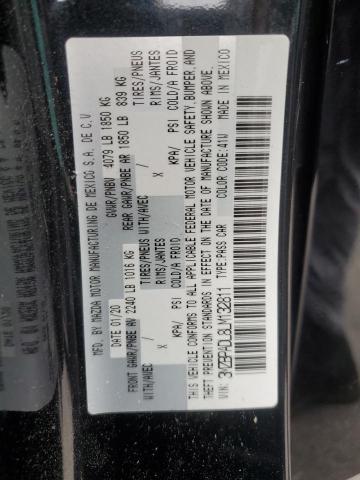 MFG. BY MAZDA MOTOR MANUFACTURING DE MEXICO S.A. DE C.V
DATE 01/20 GVWR/PNBV 4079 LB 1850 KG
GAWR/PNBE AV 2240 LB 1016 KG REAR GAWR/PNBE AR 1850 LB 839 KG
WITH/AVEC TIRES/PNEUS WITH/AVEC / TIRES/PNEUS
X RIMS/JANTES X RIMS/JANTES
KPA/ PSI COLD/A FROID KPA/ PSI COLD/A FROID
THIS VEHICLE CONFORMS TO ALL APPLICABLE FEDERAL MOTOR VEHICLE SAFETY,BUMPER,AND
THEFT PREVENTION STANDARDS IN EFFECT ON THE DATE OF MANUFACTURE SHOWN ABOVE.
VIN: 3MZBPADL8LM132811 TYPE:PASS CAR COLOR CODE:41W MADE IN MEXICO